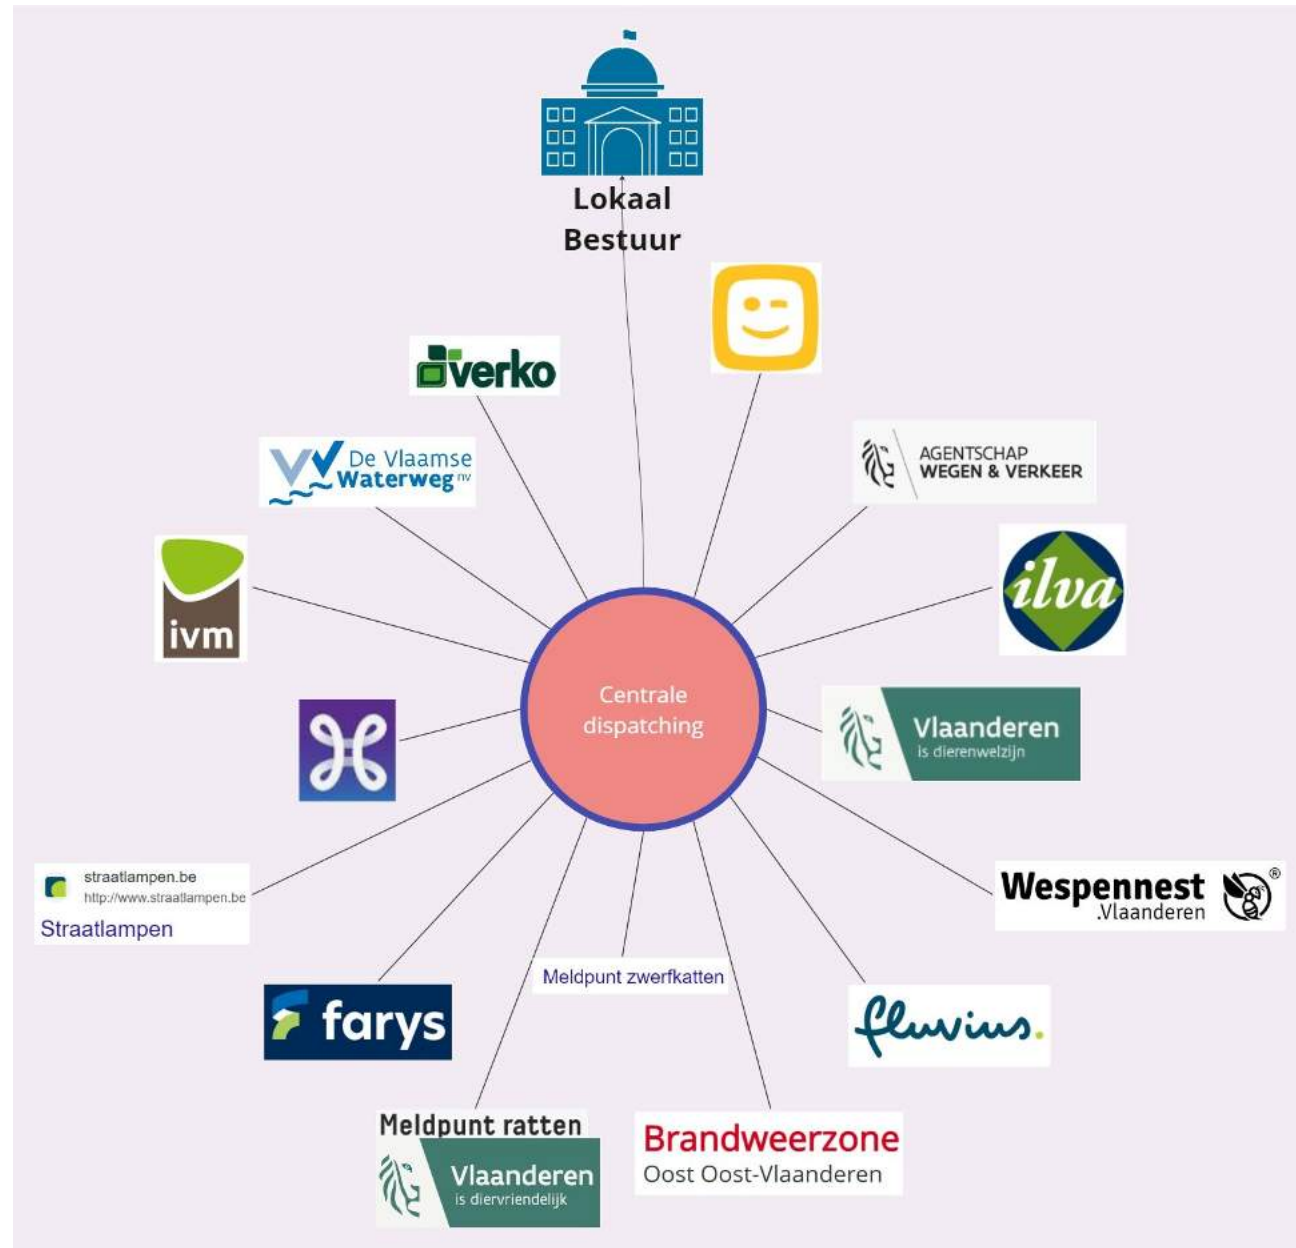 Lokaal
Bestuur
verko
De Vlaamse
Waterweg nv
AGENTSCHAP
WEGEN & VERKEER
ivm
ilva
Centrale
dispatching
Vlaanderen
is dierenwelzijn
straatlampen.be
http://www.straatlampen.be
Straatlampen
Wespennest ®
.Vlaanderen
farys
Meldpunt zwerfkatten
fluvius.
Meldpunt ratten
Vlaanderen
is diervriendelijk
Brandweerzone
Oost Oost-Vlaanderen